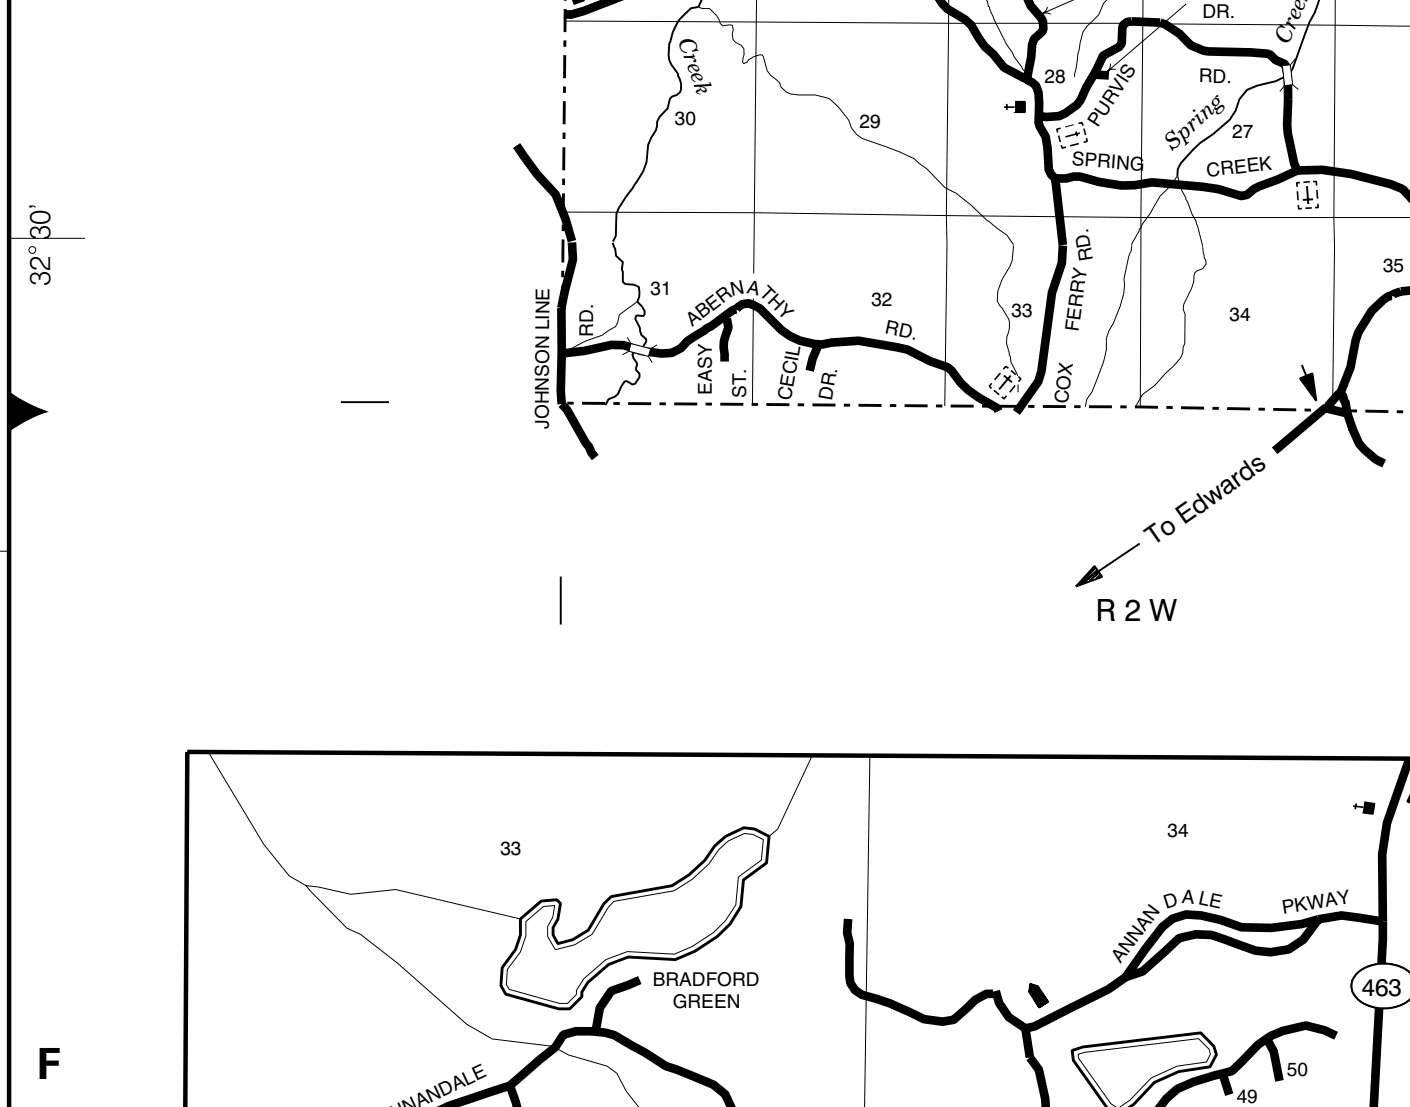 DR.
Creek
Creek
28
RD.
PURVIS
30
29
Spring
27
SPRING
CREEK
32° 30'
31
ABERNATHY
32
RD.
33
FERRY RD.
34
35
JOHNSON LINE
RD.
EASY
ST.
CECIL
DR.
COX
To Edwards
R 2 W
33
34
ANNANDALE
PKWAY
BRADFORD
GREEN
463
F
50
49